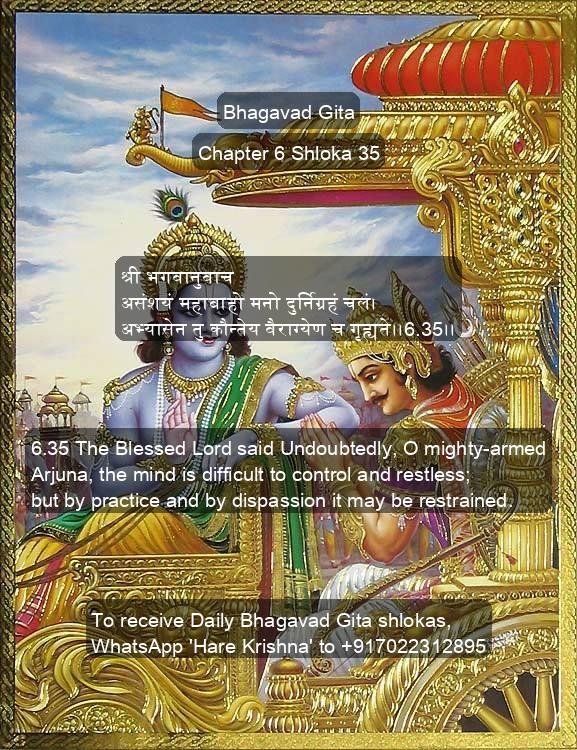 Bhagavad Gita
Chapter 6 Shloka 35
श्री भगवानुवाच
असंशयं महाबाहो मनो दुर्निग्रहं चलं।
अभ्यासेन तु कौन्तेय वैराग्येण च गृह्यते।।6.35।।
6.35 The Blessed Lord said Undoubtedly, O mighty-armed
Arjuna, the mind is difficult to control and restless;
but by practice and by dispassion it may be restrained.
To receive Daily Bhagavad Gita shlokas,
WhatsApp 'Hare Krishna' to +917022312895